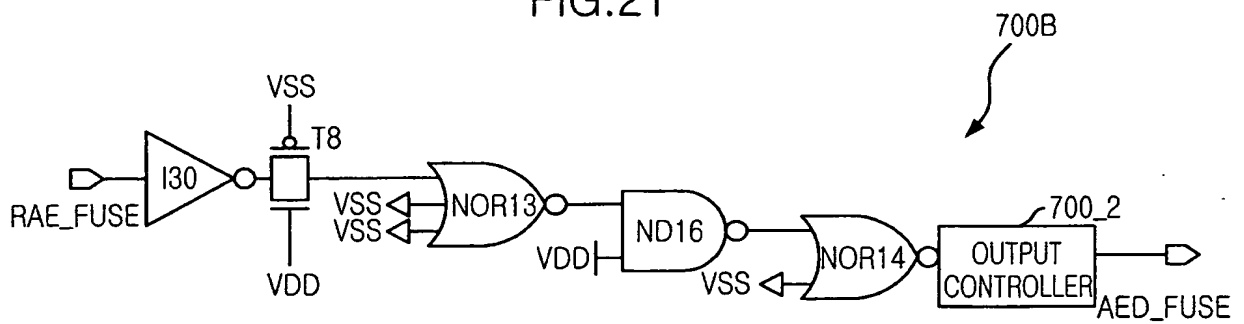 FIG.21
700B
VSS
T8
I30
RAE_FUSE
VDD
VSS
VSS
NOR13
VDD
ND16
VSS
NOR14
700_2
OUTPUT
CONTROLLER
AED_FUSE